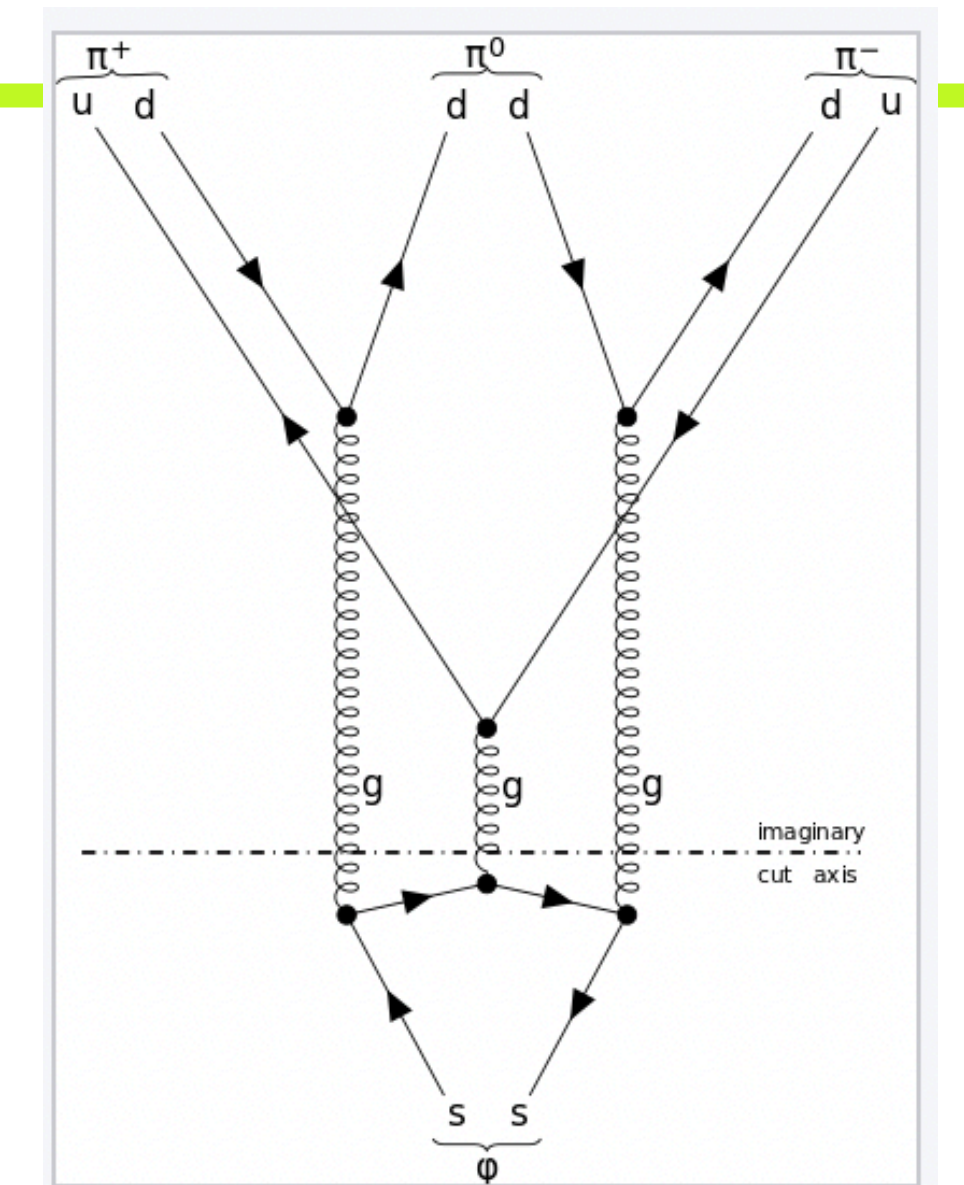 π⁺ π⁰ π⁻
u d d d d u
g g g
imaginary
cut axis
s s
φ